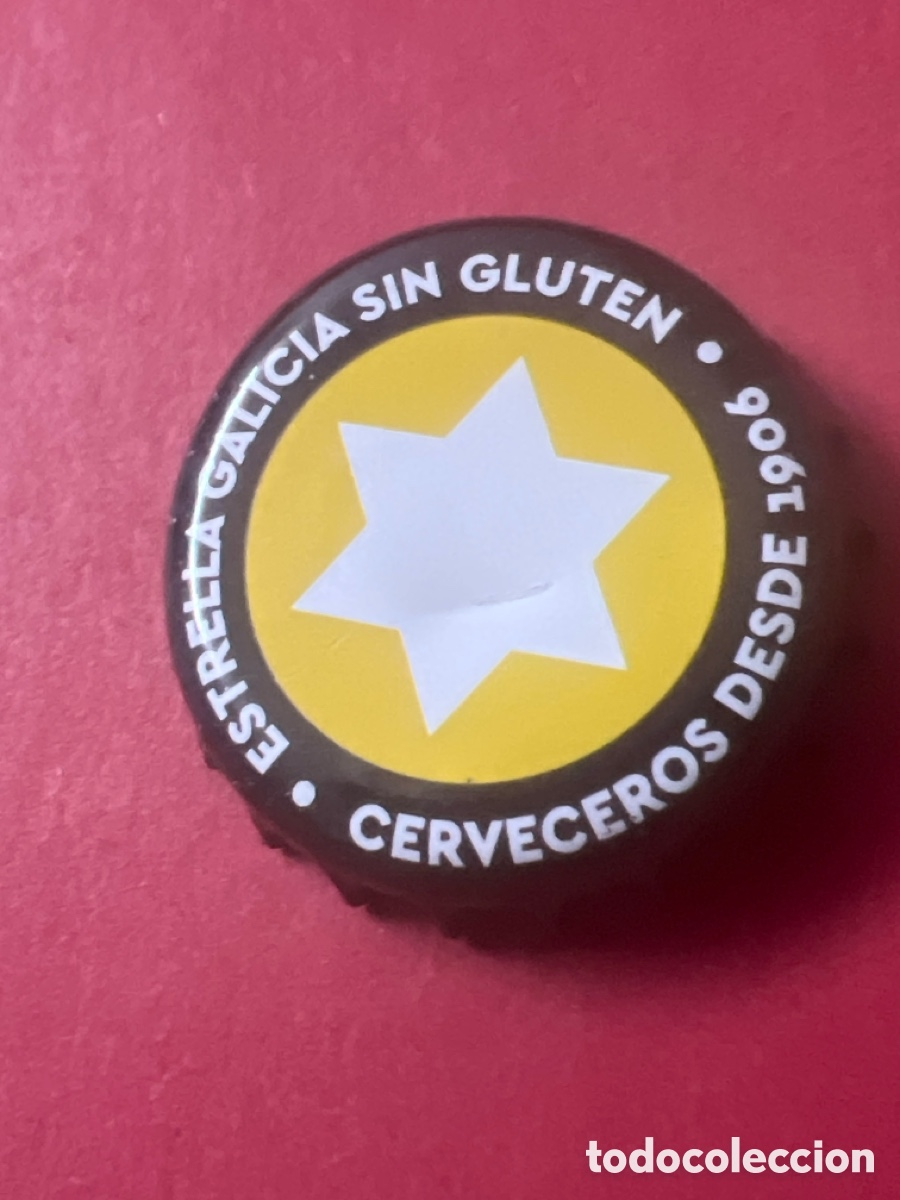 ESTRELLA GALICIA SIN GLUTEN •
CERVECEROS DESDE 1906 •
todocoleccion